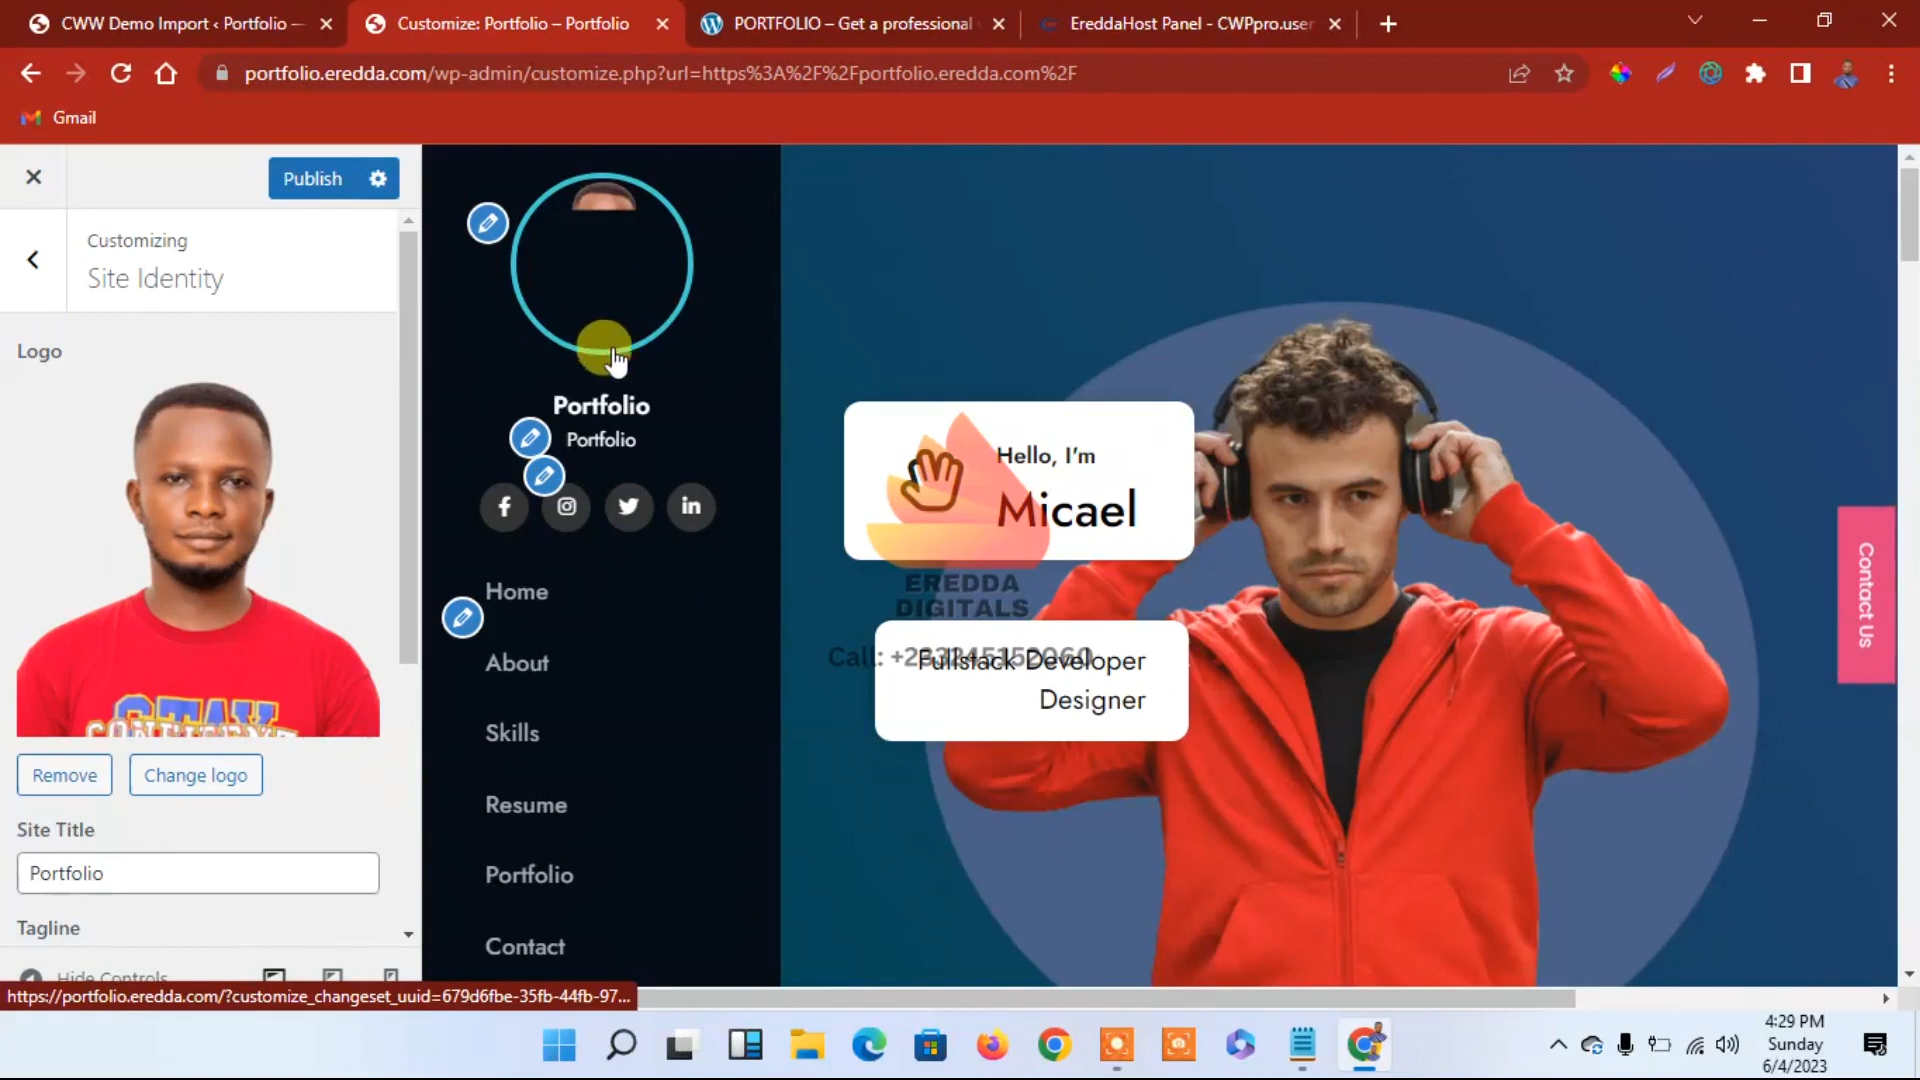 CWW Demo Import ‹ Portfolio —
Customize: Portfolio – Portfolio
PORTFOLIO – Get a professional
EreddaHost Panel - CWPpro.user
portfolio.eredda.com/wp-admin/customize.php?url=https%3A%2F%2Fportfolio.eredda.com%2F
Gmail
Publish
Customizing
Site Identity
Logo
STAY
CONFIDENT
Remove
Change logo
Site Title
Portfolio
Tagline
Hide Controls
https://portfolio.eredda.com/?customize_changeset_uuid=679d6fbe-35fb-44fb-97...
Portfolio
Portfolio
Home
About
Skills
Resume
Portfolio
Contact
Hello, I'm
Micael
EREDDA
DIGITALS
Call: +233245152060
Fullstack Developer
Designer
Contact Us
4:29 PM
Sunday
6/4/2023